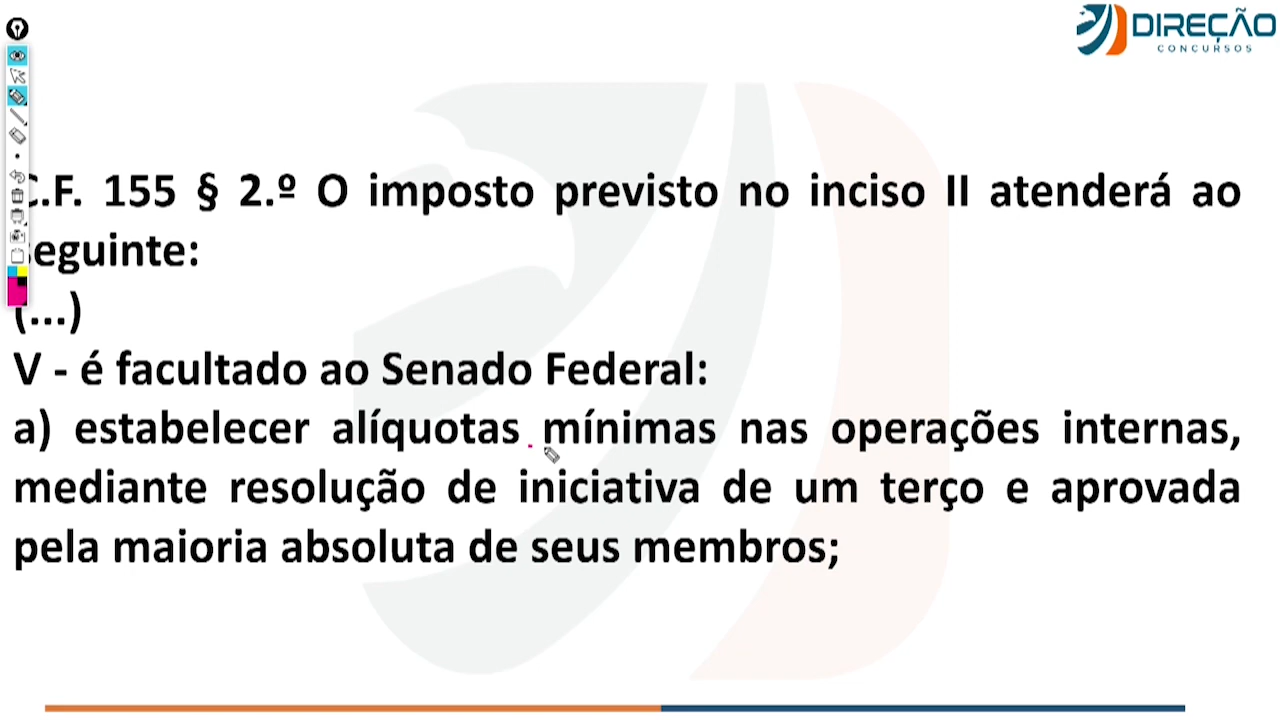 DIREÇÃO
CONCURSOS
C.F. 155 § 2.º O imposto previsto no inciso II atenderá ao
seguinte:
(...)
V - é facultado ao Senado Federal:
a) estabelecer alíquotas mínimas nas operações internas,
mediante resolução de iniciativa de um terço e aprovada
pela maioria absoluta de seus membros;